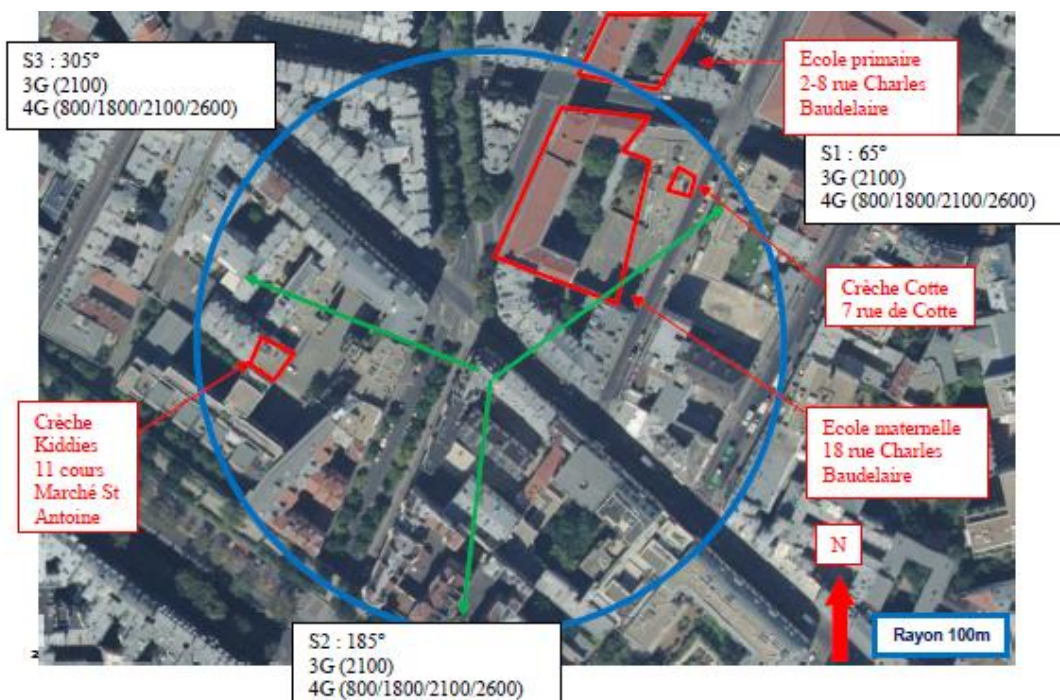 S3 : 305°
3G (2100)
4G (800/1800/2100/2600)
Ecole primaire
2-8 rue Charles
Baudelaire
S1 : 65°
3G (2100)
4G (800/1800/2100/2600)
Crèche Cotte
7 rue de Cotte
Crèche
Kiddies
11 cours
Marché St
Antoine
Ecole maternelle
18 rue Charles
Baudelaire
N
Rayon 100m
S2 : 185°
3G (2100)
4G (800/1800/2100/2600)